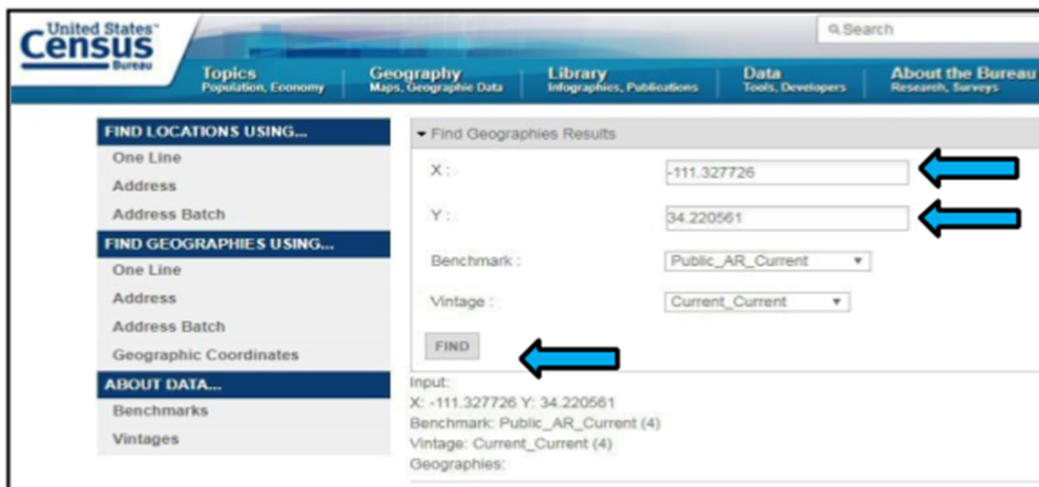 United States™
Census
Bureau
Search
Topics
Population, Economy
Geography
Maps, Geographic Data
Library
Infographics, Publications
Data
Tools, Developers
About the Bureau
Research, Surveys
FIND LOCATIONS USING...
One Line
Address
Address Batch
FIND GEOGRAPHIES USING...
One Line
Address
Address Batch
Geographic Coordinates
ABOUT DATA...
Benchmarks
Vintages
Find Geographies Results
X : -111.327726
Y : 34.220561
Benchmark : Public_AR_Current
Vintage : Current_Current
FIND
Input:
X: -111.327726 Y: 34.220561
Benchmark: Public_AR_Current (4)
Vintage: Current_Current (4)
Geographies: